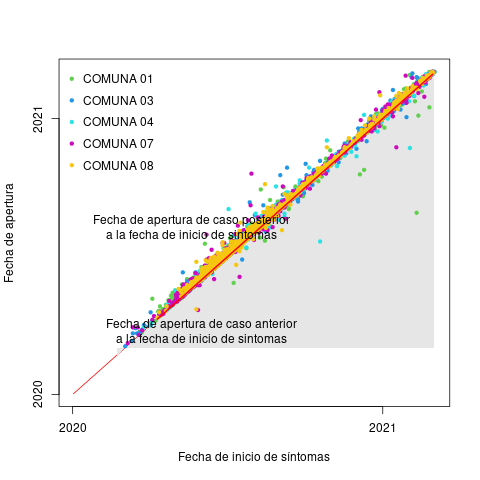 COMUNA 01
COMUNA 03
COMUNA 04
COMUNA 07
COMUNA 08
Fecha de apertura de caso posterior
a la fecha de inicio de síntomas
Fecha de apertura de caso anterior
a la fecha de inicio de síntomas
Fecha de apertura
2021
2020
2020
2021
Fecha de inicio de síntomas